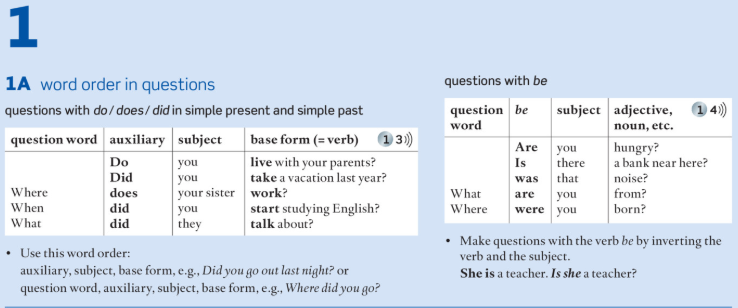 1
1A word order in questions
questions with do / does / did in simple present and simple past
question word auxiliary subject base form (= verb) 1 3))
Do you live with your parents?
Did you take a vacation last year?
Where does your sister work?
When did you start studying English?
What did they talk about?
• Use this word order:
auxiliary, subject, base form, e.g., Did you go out last night? or
question word, auxiliary, subject, base form, e.g., Where did you go?
questions with be
question word be subject adjective, noun, etc. 1 4))
Are you hungry?
Is there a bank near here?
was that noise?
What are you from?
Where were you born?
• Make questions with the verb be by inverting the
verb and the subject.
She is a teacher. Is she a teacher?